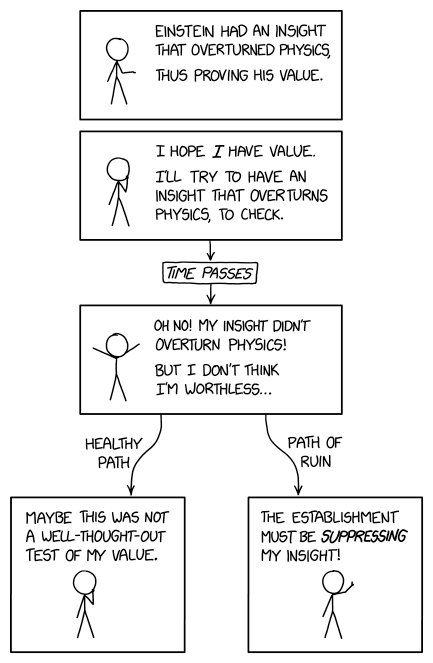 EINSTEIN HAD AN INSIGHT
THAT OVERTURNED PHYSICS,
THUS PROVING HIS VALUE.
I HOPE I HAVE VALUE.
I'LL TRY TO HAVE AN
INSIGHT THAT OVERTURNS
PHYSICS, TO CHECK.
TIME PASSES
OH NO! MY INSIGHT DIDN'T
OVERTURN PHYSICS!
BUT I DON'T THINK
I'M WORTHLESS...
HEALTHY
PATH
PATH OF
RUIN
MAYBE THIS WAS NOT
A WELL-THOUGHT-OUT
TEST OF MY VALUE.
THE ESTABLISHMENT
MUST BE SUPPRESSING
MY INSIGHT!